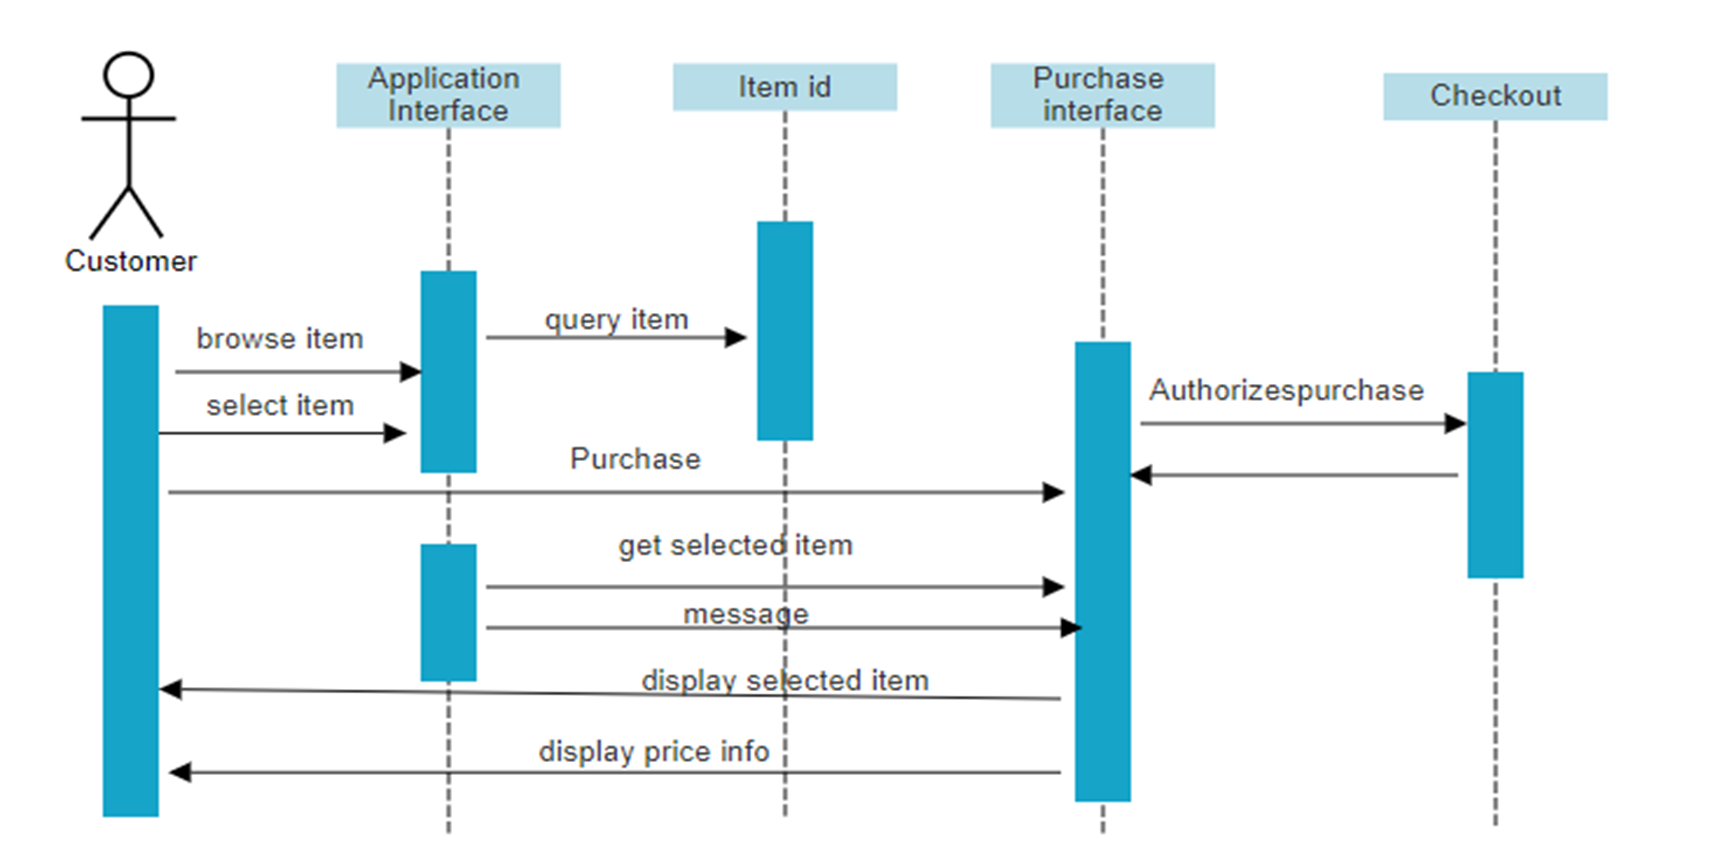 Application
Interface
Item id
Purchase
interface
Checkout
Customer
query item
browse item
Authorizespurchase
select item
Purchase
get selected item
message
display selected item
display price info